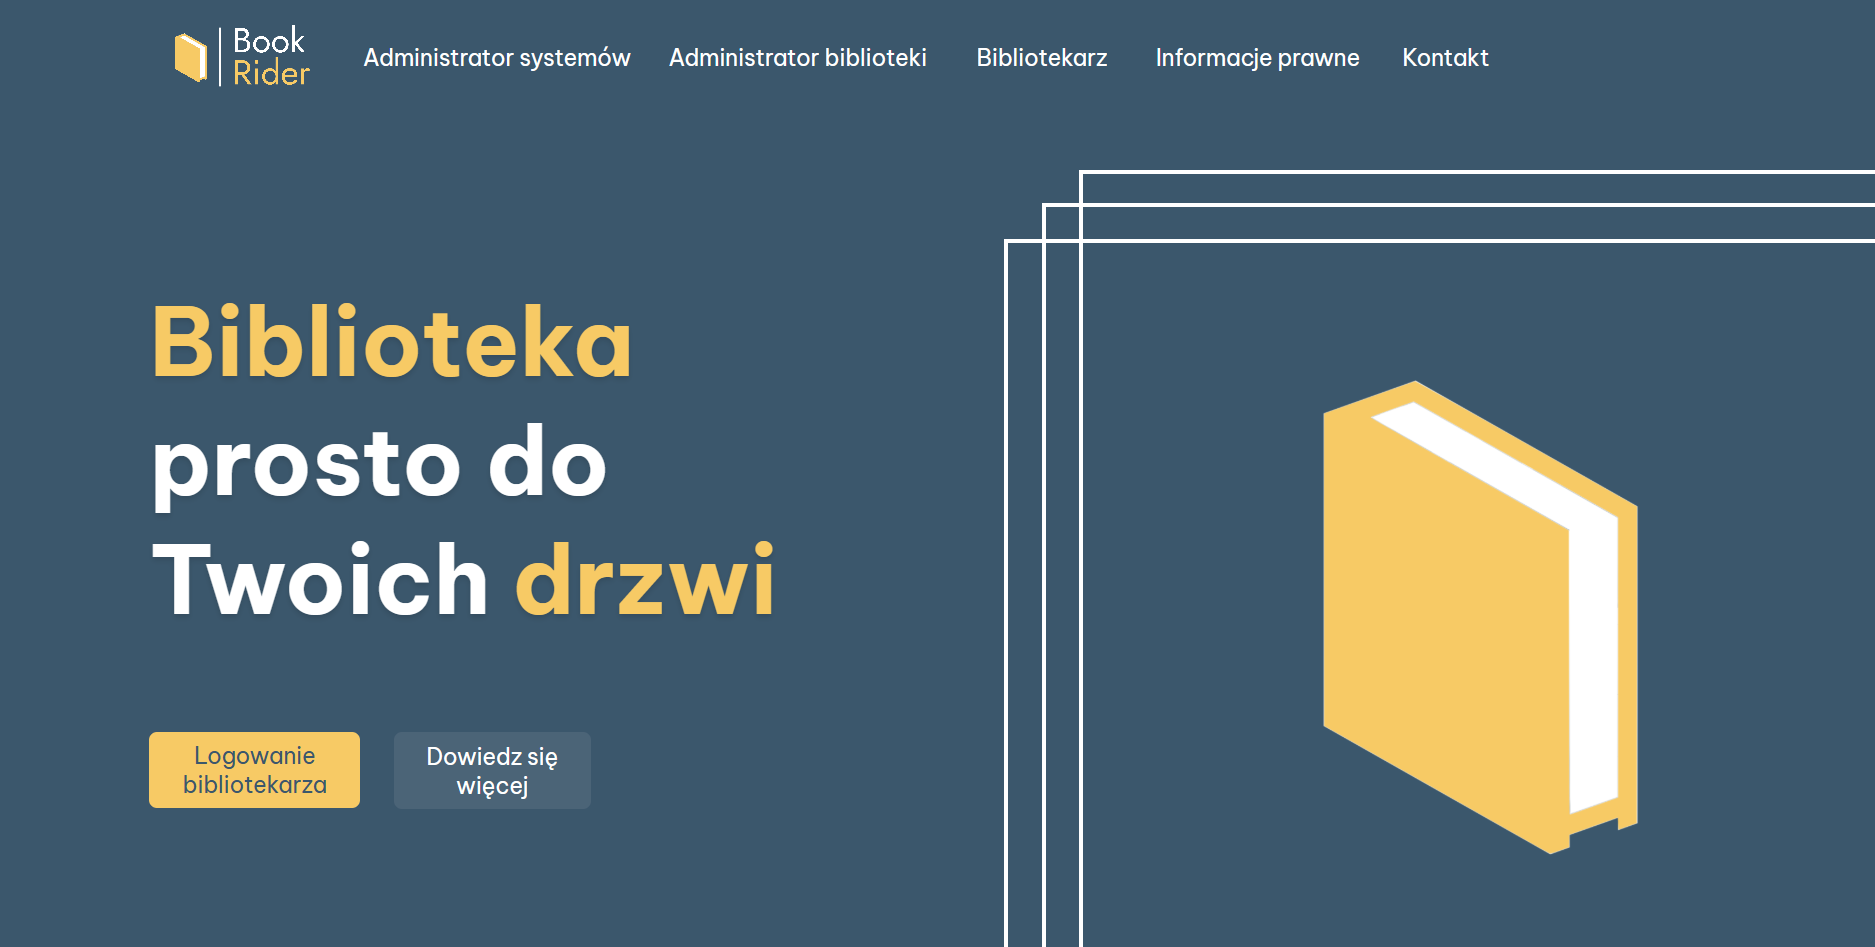 Book
Rider
Administrator systemów
Administrator biblioteki
Bibliotekarz
Informacje prawne
Kontakt
Biblioteka
prosto do
Twoich drzwi
Logowanie
bibliotekarza
Dowiedz się
więcej